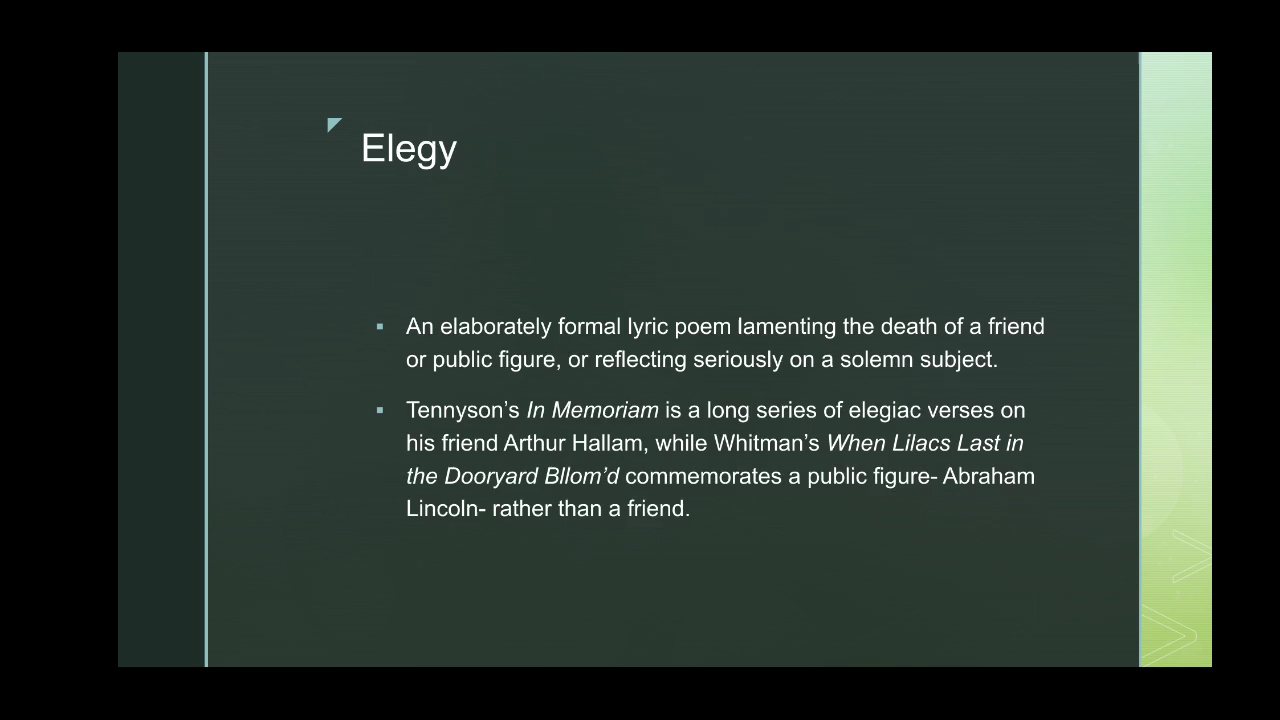 Elegy
An elaborately formal lyric poem lamenting the death of a friend
or public figure, or reflecting seriously on a solemn subject.
Tennyson’s In Memoriam is a long series of elegiac verses on
his friend Arthur Hallam, while Whitman’s When Lilacs Last in
the Dooryard Bllom’d commemorates a public figure- Abraham
Lincoln- rather than a friend.